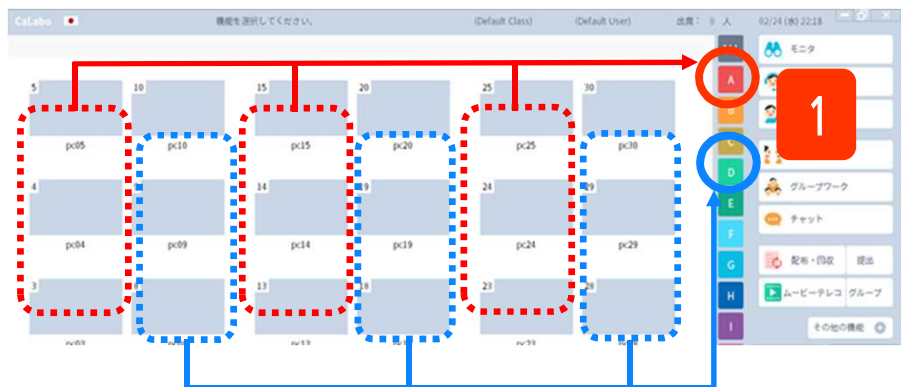 CaLabo
機能を選択してください。
(Default Class)
(Default User)
出席： 0 人
02/24 (水) 22:18
モニタ
A
1
5
10
15
20
25
30
B
pc05
pc10
pc15
pc20
pc25
pc30
C
D
グループワーク
4
14
19
24
29
E
チャット
F
pc04
pc09
pc14
pc19
pc24
pc29
G
配布・回収
提出
3
13
18
23
28
H
ムービーテレコ
グループ
I
その他の機能
pc03
pc13
pc23